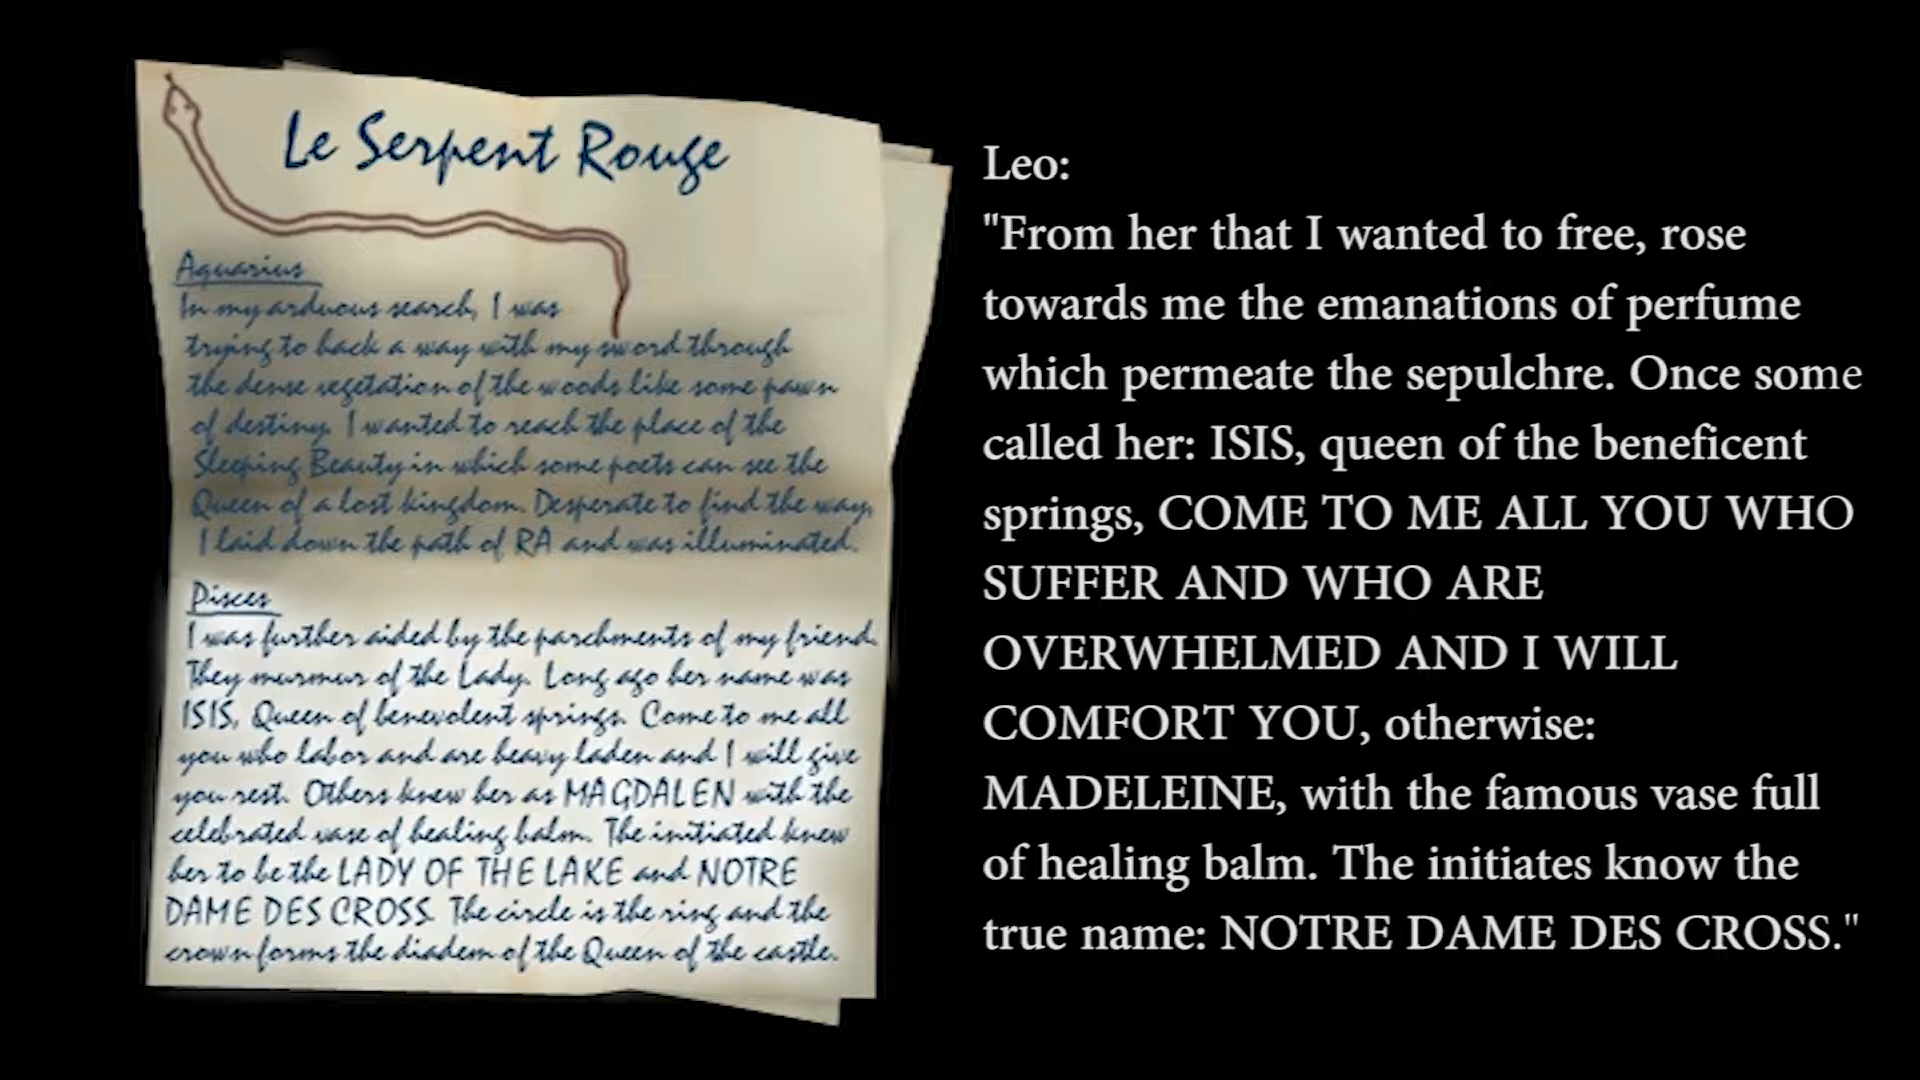 Le Serpent Rouge
Aquarius
In my arduous search, I was
trying to hack a way with my sword through
the dense vegetation of the woods like some pawn
of destiny. I wanted to reach the place of the
Sleeping Beauty in which some poets can see the
Queen of a lost kingdom. Desperate to find the way,
I laid down the path of RA and was illuminated.
Pisces
I was further aided by the parchments of my friend.
They murmur of the Lady. Long ago her name was
ISIS, Queen of benevolent springs. Come to me all
you who labor and are heavy laden and I will give
you rest. Others knew her as MAGDALEN with the
celebrated vase of healing balm. The initiated knew
her to be the LADY OF THE LAKE and NOTRE
DAME DES CROSS. The circle is the ring and the
crown forms the diadem of the Queen of the castle.
Leo:
"From her that I wanted to free, rose
towards me the emanations of perfume
which permeate the sepulchre. Once some
called her: ISIS, queen of the beneficent
springs, COME TO ME ALL YOU WHO
SUFFER AND WHO ARE
OVERWHELMED AND I WILL
COMFORT YOU, otherwise:
MADELEINE, with the famous vase full
of healing balm. The initiates know the
true name: NOTRE DAME DES CROSS."